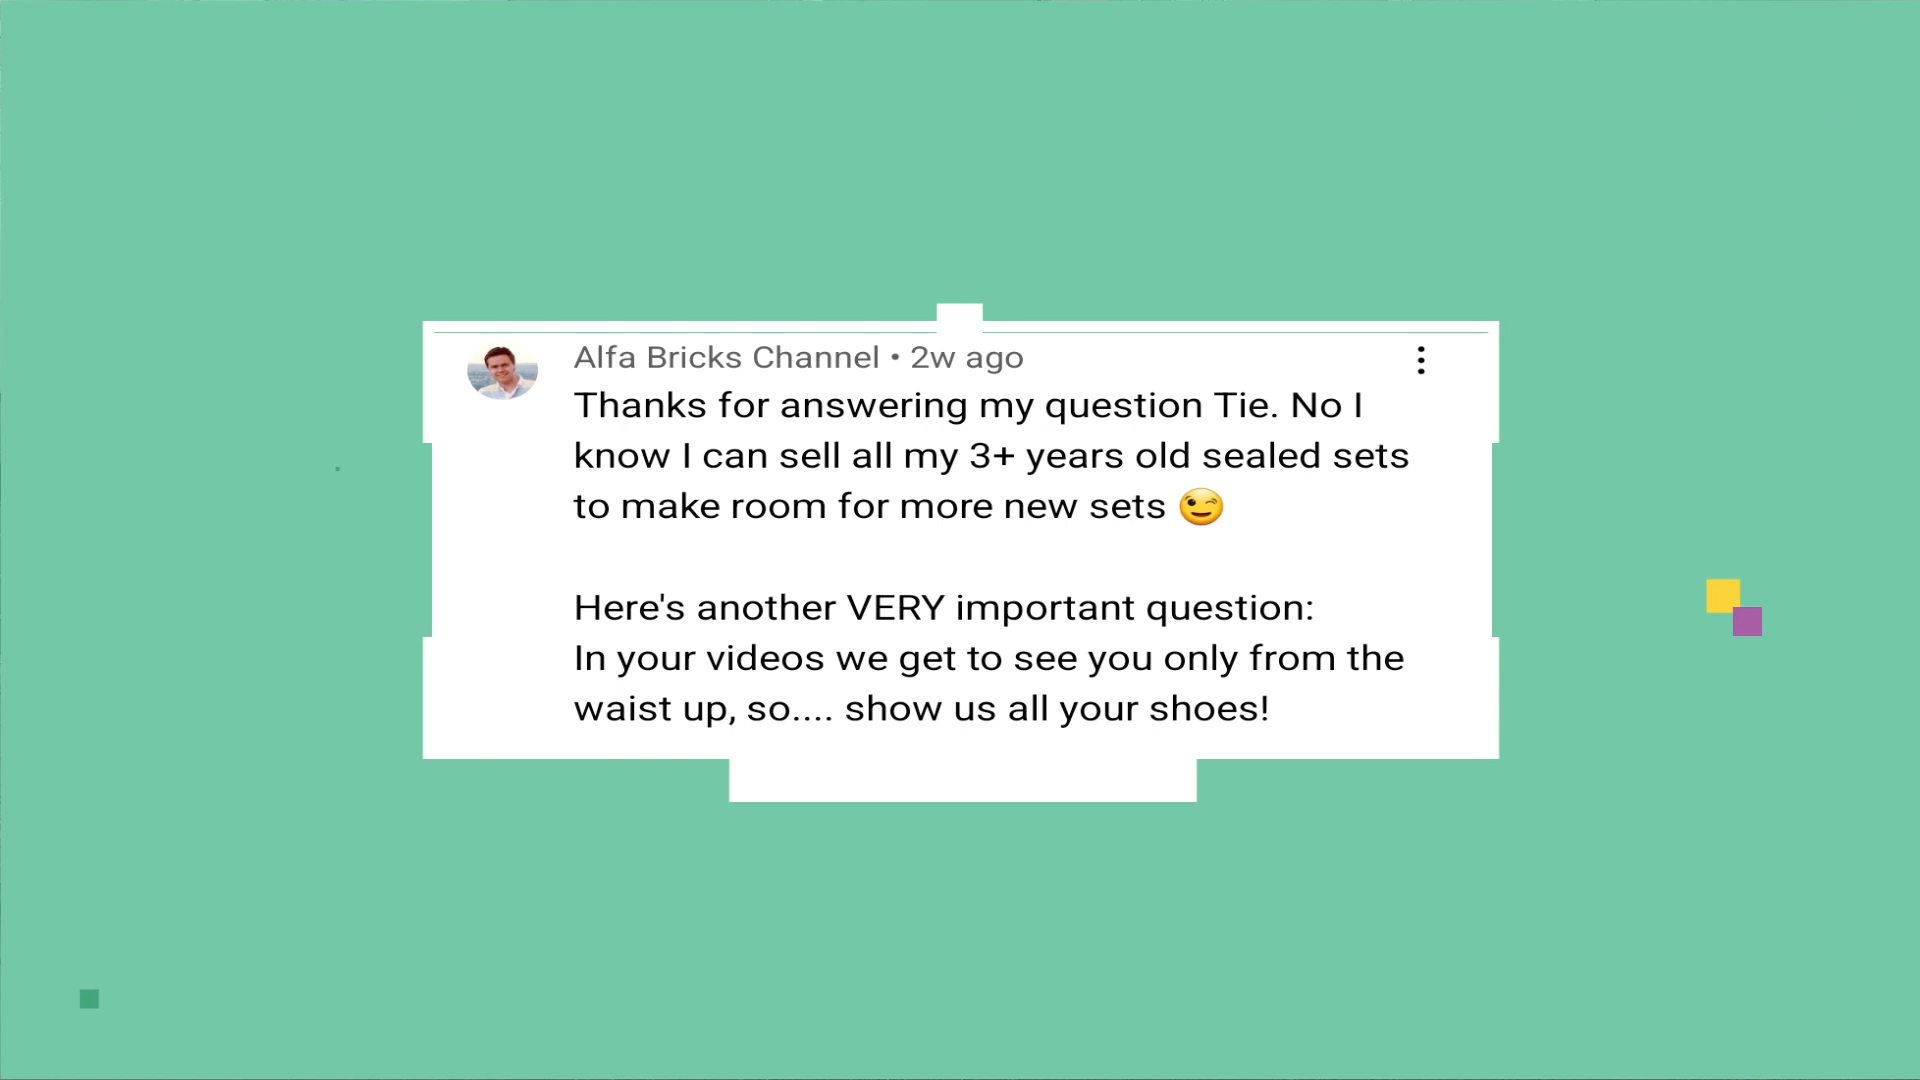 Alfa Bricks Channel • 2w ago
Thanks for answering my question Tie. No I
know I can sell all my 3+ years old sealed sets
to make room for more new sets 😉
Here's another VERY important question:
In your videos we get to see you only from the
waist up, so.... show us all your shoes!